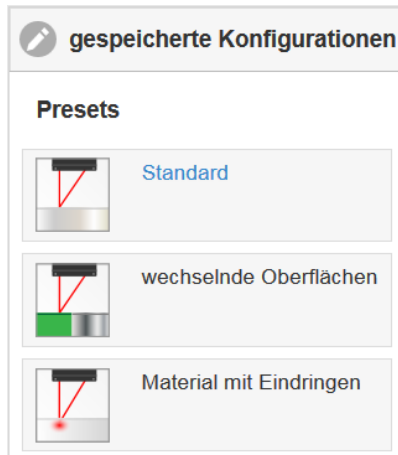 gespeicherte Konfigurationen
Presets
Standard
wechselnde Oberflächen
Material mit Eindringen